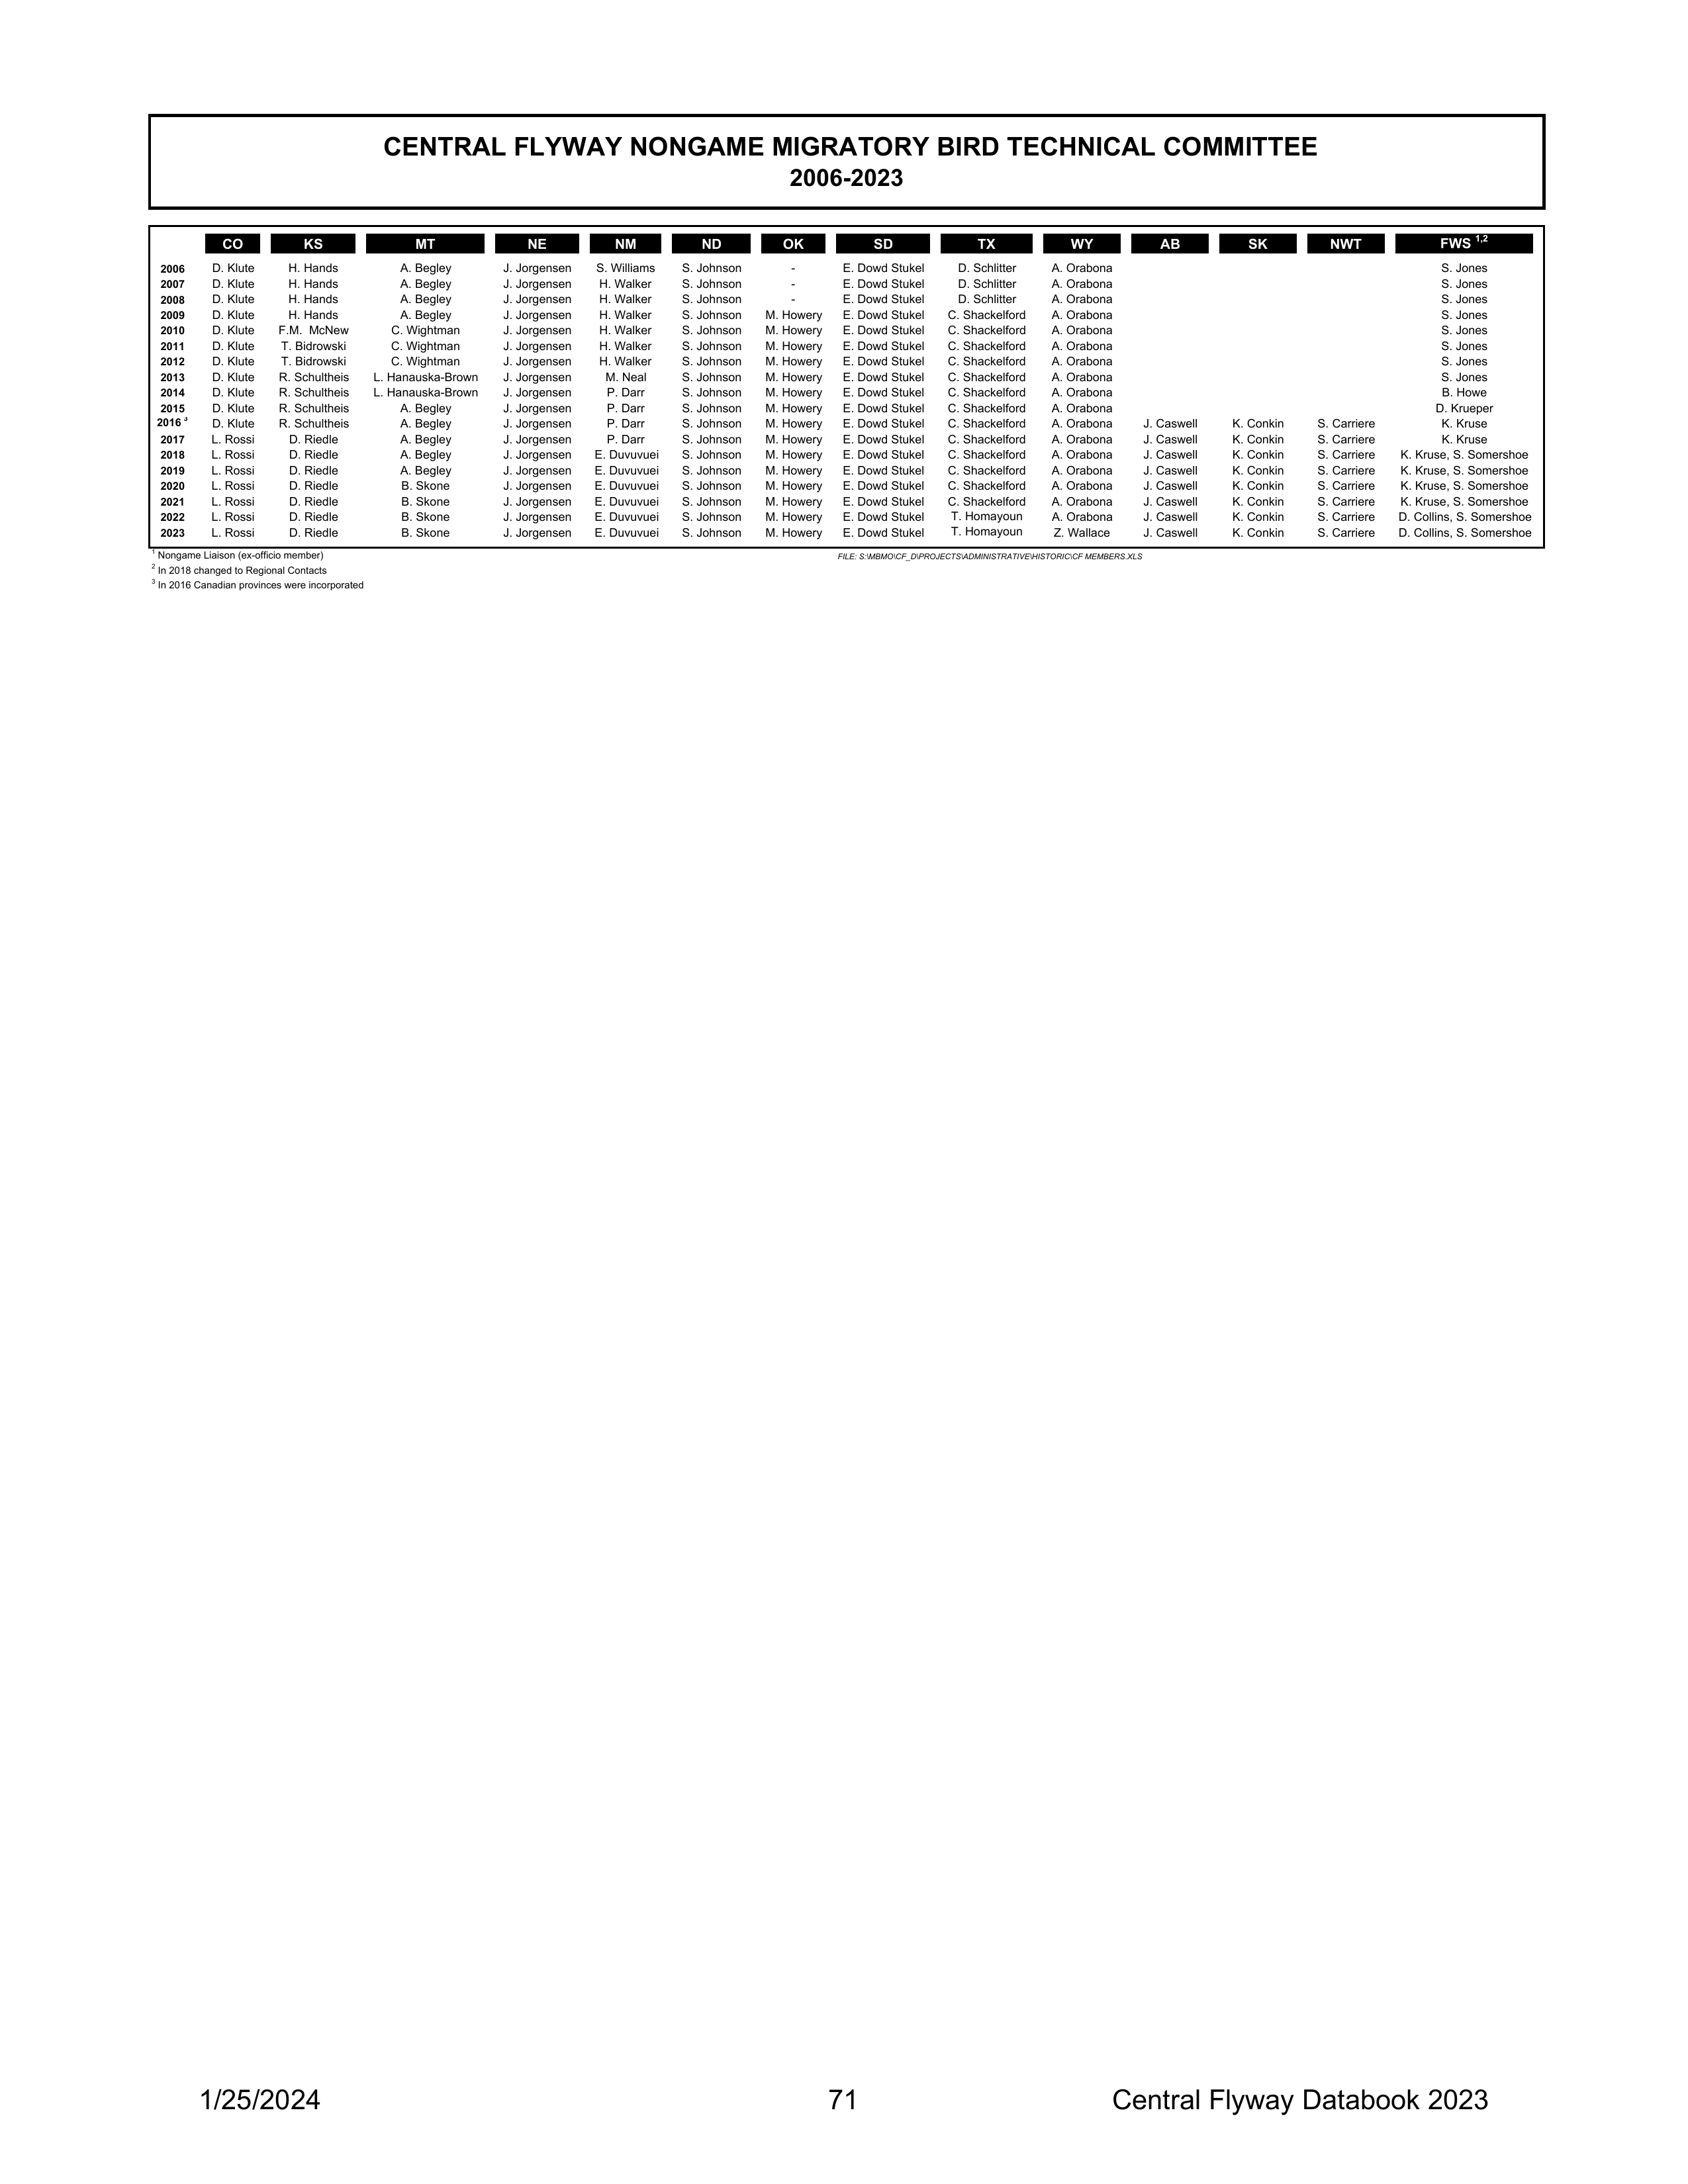 CENTRAL FLYWAY NONGAME MIGRATORY BIRD TECHNICAL COMMITTEE
2006-2023
CO KS MT NE NM ND OK SD TX WY AB SK NWT FWS 1,2
2006 D. Klute H. Hands A. Begley J. Jorgensen S. Williams S. Johnson - E. Dowd Stukel D. Schlitter A. Orabona S. Jones
2007 D. Klute H. Hands A. Begley J. Jorgensen H. Walker S. Johnson - E. Dowd Stukel D. Schlitter A. Orabona S. Jones
2008 D. Klute H. Hands A. Begley J. Jorgensen H. Walker S. Johnson - E. Dowd Stukel D. Schlitter A. Orabona S. Jones
2009 D. Klute H. Hands A. Begley J. Jorgensen H. Walker S. Johnson M. Howery E. Dowd Stukel C. Shackelford A. Orabona S. Jones
2010 D. Klute F.M. McNew C. Wightman J. Jorgensen H. Walker S. Johnson M. Howery E. Dowd Stukel C. Shackelford A. Orabona S. Jones
2011 D. Klute T. Bidrowski C. Wightman J. Jorgensen H. Walker S. Johnson M. Howery E. Dowd Stukel C. Shackelford A. Orabona S. Jones
2012 D. Klute T. Bidrowski C. Wightman J. Jorgensen H. Walker S. Johnson M. Howery E. Dowd Stukel C. Shackelford A. Orabona S. Jones
2013 D. Klute R. Schultheis L. Hanauska-Brown J. Jorgensen M. Neal S. Johnson M. Howery E. Dowd Stukel C. Shackelford A. Orabona S. Jones
2014 D. Klute R. Schultheis L. Hanauska-Brown J. Jorgensen P. Darr S. Johnson M. Howery E. Dowd Stukel C. Shackelford A. Orabona B. Howe
2015 D. Klute R. Schultheis A. Begley J. Jorgensen P. Darr S. Johnson M. Howery E. Dowd Stukel C. Shackelford A. Orabona D. Krueper
2016 3 D. Klute R. Schultheis A. Begley J. Jorgensen P. Darr S. Johnson M. Howery E. Dowd Stukel C. Shackelford A. Orabona J. Caswell K. Conkin S. Carriere K. Kruse
2017 L. Rossi D. Riedle A. Begley J. Jorgensen P. Darr S. Johnson M. Howery E. Dowd Stukel C. Shackelford A. Orabona J. Caswell K. Conkin S. Carriere K. Kruse
2018 L. Rossi D. Riedle A. Begley J. Jorgensen E. Duvuvuei S. Johnson M. Howery E. Dowd Stukel C. Shackelford A. Orabona J. Caswell K. Conkin S. Carriere K. Kruse, S. Somershoe
2019 L. Rossi D. Riedle A. Begley J. Jorgensen E. Duvuvuei S. Johnson M. Howery E. Dowd Stukel C. Shackelford A. Orabona J. Caswell K. Conkin S. Carriere K. Kruse, S. Somershoe
2020 L. Rossi D. Riedle B. Skone J. Jorgensen E. Duvuvuei S. Johnson M. Howery E. Dowd Stukel C. Shackelford A. Orabona J. Caswell K. Conkin S. Carriere K. Kruse, S. Somershoe
2021 L. Rossi D. Riedle B. Skone J. Jorgensen E. Duvuvuei S. Johnson M. Howery E. Dowd Stukel C. Shackelford A. Orabona J. Caswell K. Conkin S. Carriere K. Kruse, S. Somershoe
2022 L. Rossi D. Riedle B. Skone J. Jorgensen E. Duvuvuei S. Johnson M. Howery E. Dowd Stukel T. Homayoun A. Orabona J. Caswell K. Conkin S. Carriere D. Collins, S. Somershoe
2023 L. Rossi D. Riedle B. Skone J. Jorgensen E. Duvuvuei S. Johnson M. Howery E. Dowd Stukel T. Homayoun Z. Wallace J. Caswell K. Conkin S. Carriere D. Collins, S. Somershoe
1 Nongame Liaison (ex-officio member) FILE: S:\MBMO\CF_D\PROJECTS\ADMINISTRATIVE\HISTORIC\CF MEMBERS.XLS
2 In 2018 changed to Regional Contacts
3 In 2016 Canadian provinces were incorporated
1/25/2024 71 Central Flyway Databook 2023